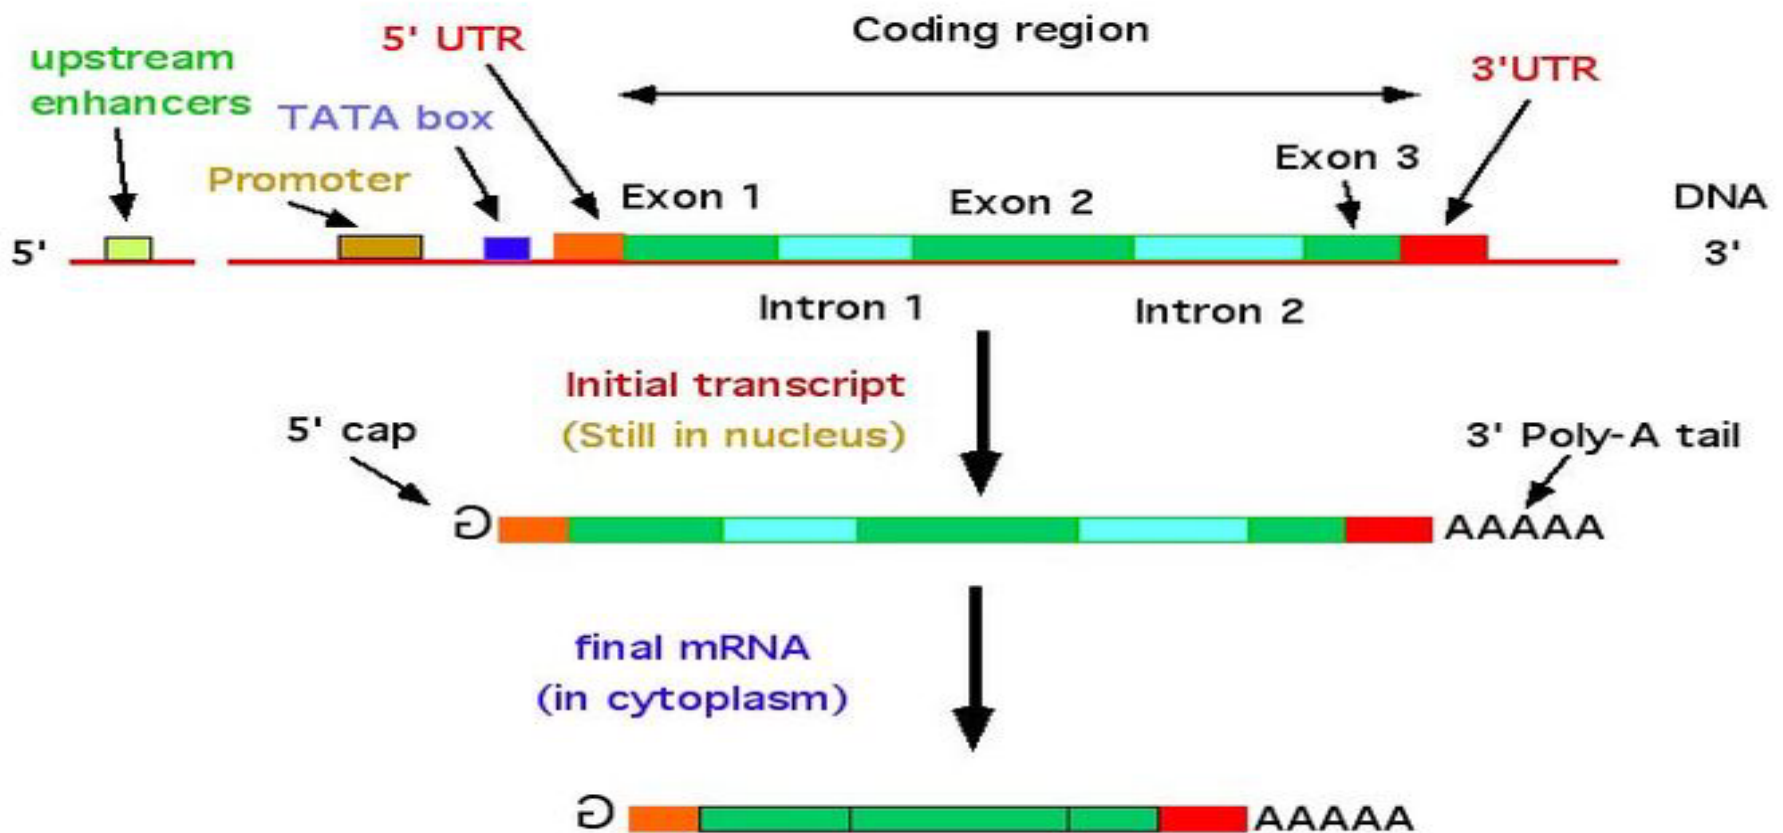 upstream
enhancers
5' UTR
TATA box
Promoter
Coding region
3'UTR
Exon 1
Exon 2
Exon 3
DNA
5'
3'
Intron 1
Intron 2
Initial transcript
(Still in nucleus)
5' cap
3' Poly-A tail
G
AAAAA
final mRNA
(in cytoplasm)
G
AAAAA